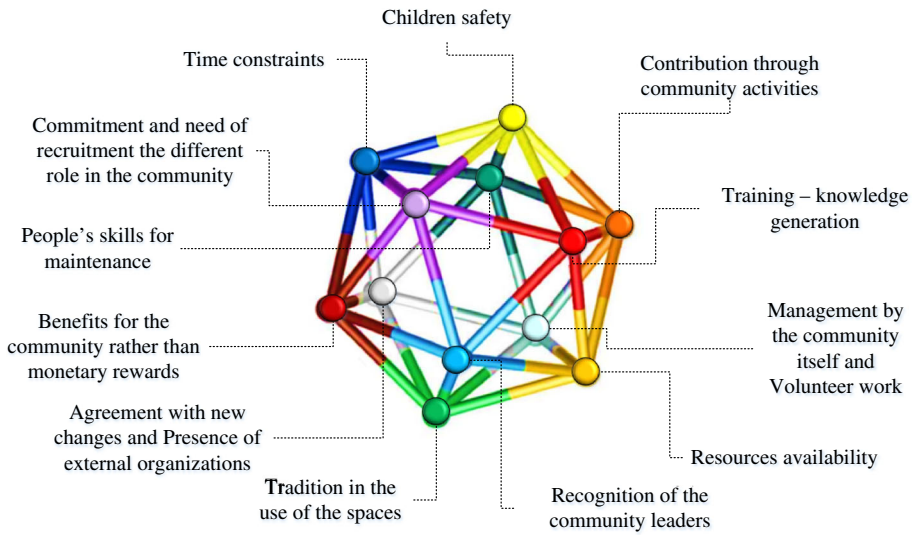 Children safety
Time constraints
Contribution through
community activities
Commitment and need of
recruitment the different
role in the community
Training – knowledge
generation
People’s skills for
maintenance
Benefits for the
community rather than
monetary rewards
Management by
the community
itself and
Volunteer work
Agreement with new
changes and Presence of
external organizations
Resources availability
Tradition in the
use of the spaces
Recognition of the
community leaders